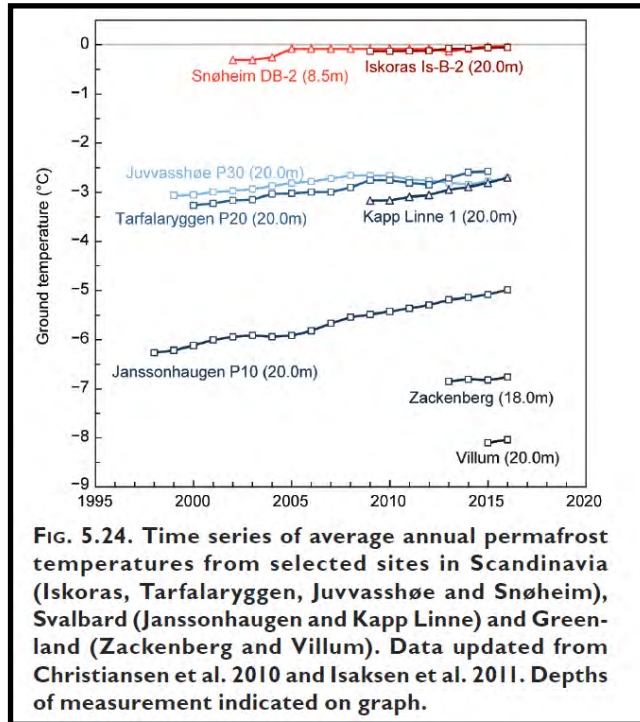 0
Snøheim DB-2 (8.5m)
Iskoras Is-B-2 (20.0m)
−1
−2
Juvvasshøe P30 (20.0m)
−3
Tarfalaryggen P20 (20.0m)
Kapp Linne 1 (20.0m)
−4
Ground temperature (°C)
−5
−6
Janssonhaugen P10 (20.0m)
−7
Zackenberg (18.0m)
−8
Villum (20.0m)
−9
1995 2000 2005 2010 2015 2020
FIG. 5.24. Time series of average annual permafrost
temperatures from selected sites in Scandinavia
(Iskoras, Tarfalaryggen, Juvvasshøe and Snøheim),
Svalbard (Janssonhaugen and Kapp Linne) and Green-
land (Zackenberg and Villum). Data updated from
Christiansen et al. 2010 and Isaksen et al. 2011. Depths
of measurement indicated on graph.